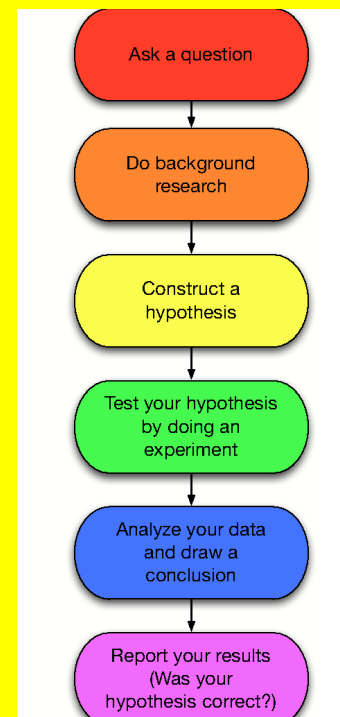 Ask a question
Do background
research
Construct a
hypothesis
Test your hypothesis
by doing an
experiment
Analyze your data
and draw a
conclusion
Report your results
(Was your
hypothesis correct?)